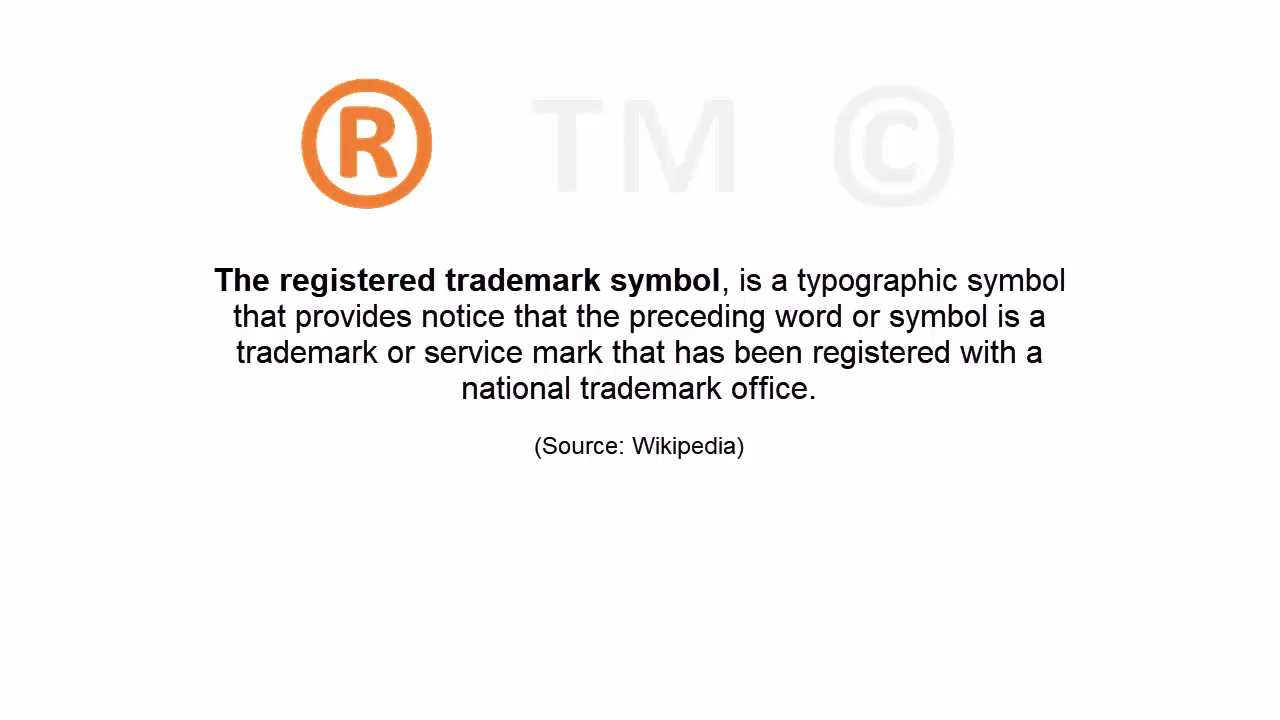 ® TM ©
The registered trademark symbol, is a typographic symbol
that provides notice that the preceding word or symbol is a
trademark or service mark that has been registered with a
national trademark office.
(Source: Wikipedia)